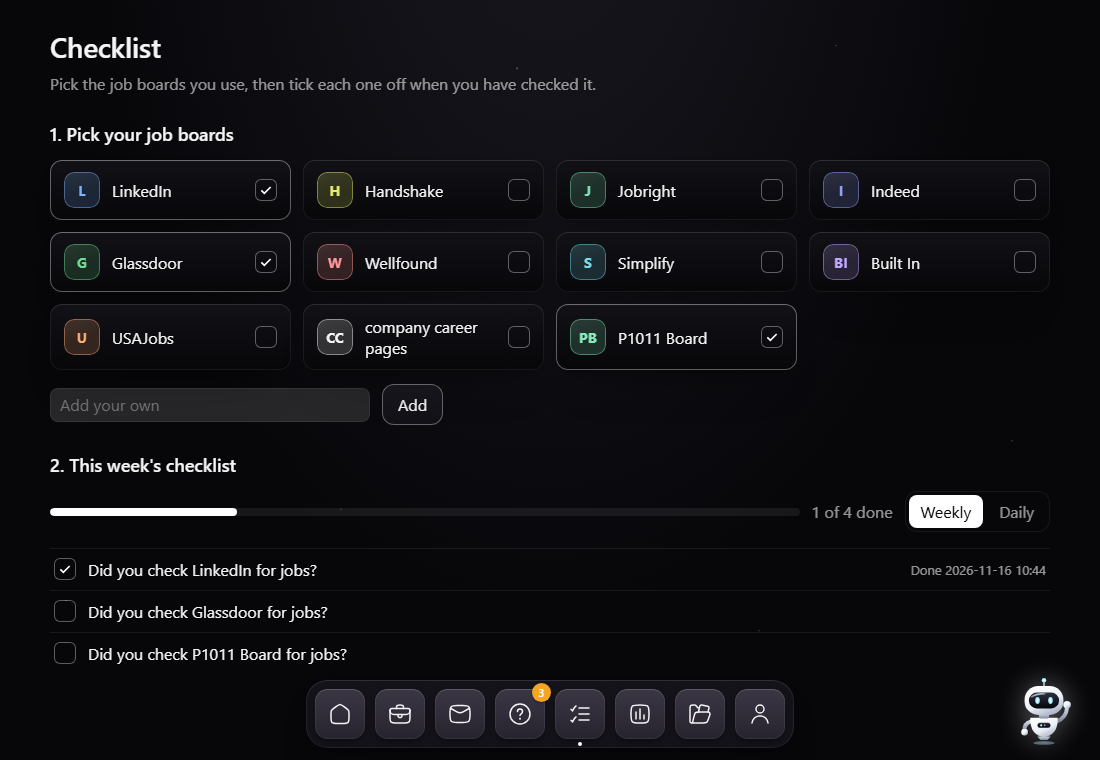 Checklist
Pick the job boards you use, then tick each one off when you have checked it.
1. Pick your job boards
L LinkedIn
H Handshake
J Jobright
I Indeed
G Glassdoor
W Wellfound
S Simplify
BI Built In
U USAJobs
CC company career
pages
PB P1011 Board
Add your own
Add
2. This week's checklist
1 of 4 done
Weekly
Daily
Did you check LinkedIn for jobs?
Done 2026-11-16 10:44
Did you check Glassdoor for jobs?
Did you check P1011 Board for jobs?
3